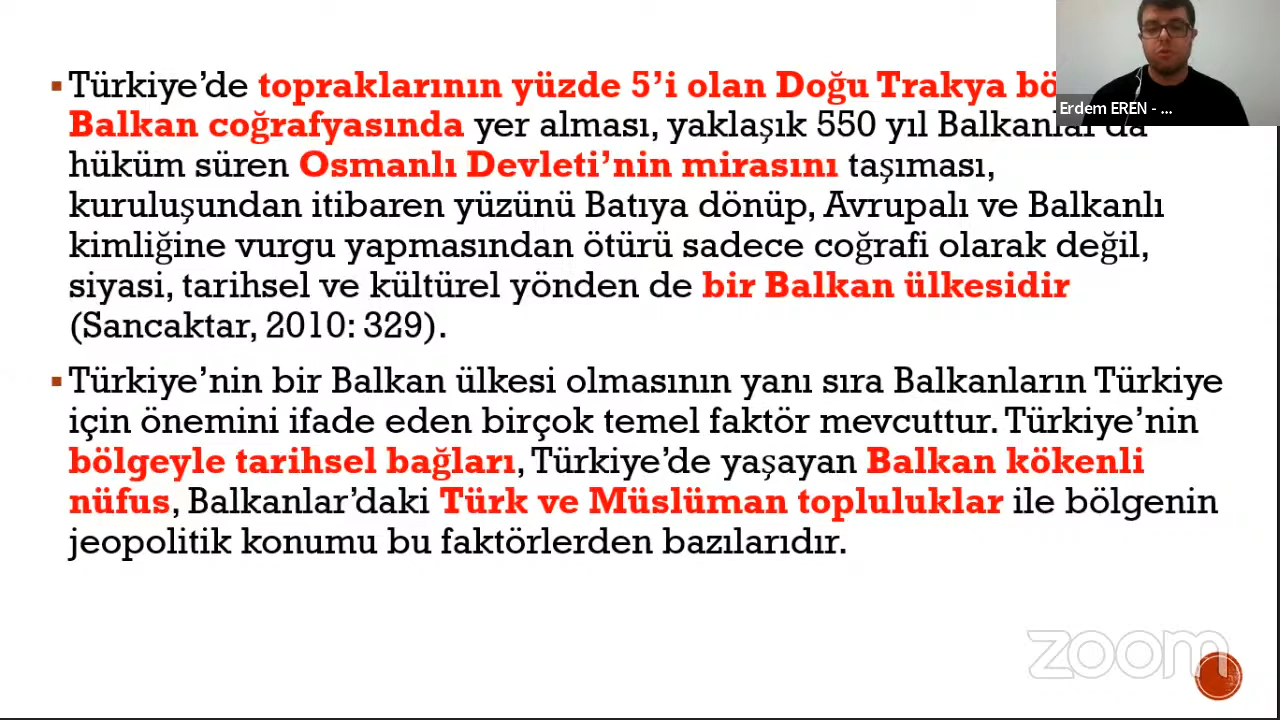 Türkiye’de topraklarının yüzde 5’i olan Doğu Trakya
Balkan coğrafyasında yer alması, yaklaşık 550 yıl Balkanlar’da
hüküm süren Osmanlı Devleti’nin mirasını taşıması,
kuruluşundan itibaren yüzünü Batıya dönüp, Avrupalı ve Balkanlı
kimliğine vurgu yapmasından ötürü sadece coğrafi olarak değil,
siyasi, tarihsel ve kültürel yönden de bir Balkan ülkesidir
(Sancaktar, 2010: 329).
Türkiye’nin bir Balkan ülkesi olmasının yanı sıra Balkanların Türkiye
için önemini ifade eden birçok temel faktör mevcuttur. Türkiye’nin
bölgeyle tarihsel bağları, Türkiye’de yaşayan Balkan kökenli
nüfus, Balkanlar’daki Türk ve Müslüman topluluklar ile bölgenin
jeopolitik konumu bu faktörlerden bazılarıdır.
Erdem EREN - ...
zoom